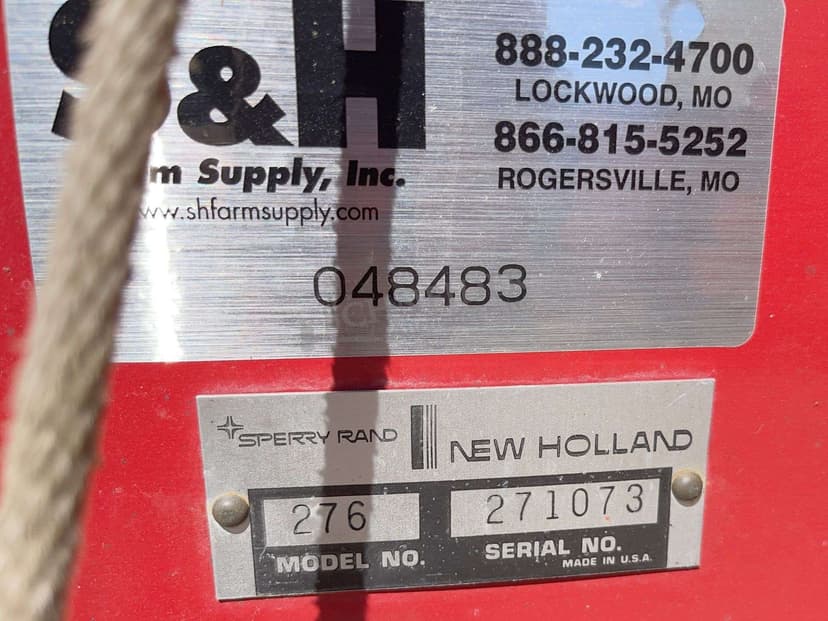 S&H
888-232-4700
LOCKWOOD, MO
866-815-5252
m Supply, Inc.
ROGERSVILLE, MO
www.shfarmsupply.com
048483
SPERRY RAND NEW HOLLAND
276 271073
MODEL NO. SERIAL NO.
MADE IN U.S.A.